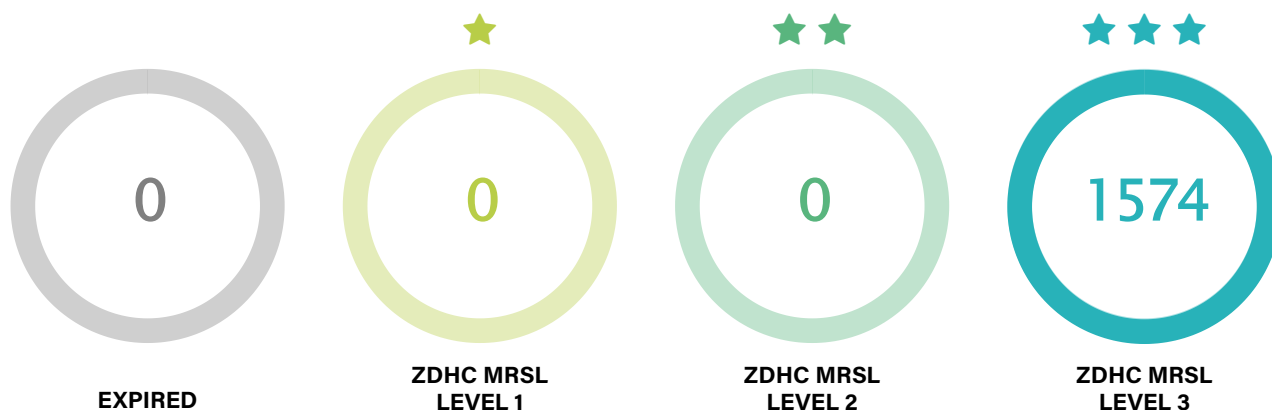 0
0
0
1574
EXPIRED
ZDHC MRSL
LEVEL 1
ZDHC MRSL
LEVEL 2
ZDHC MRSL
LEVEL 3